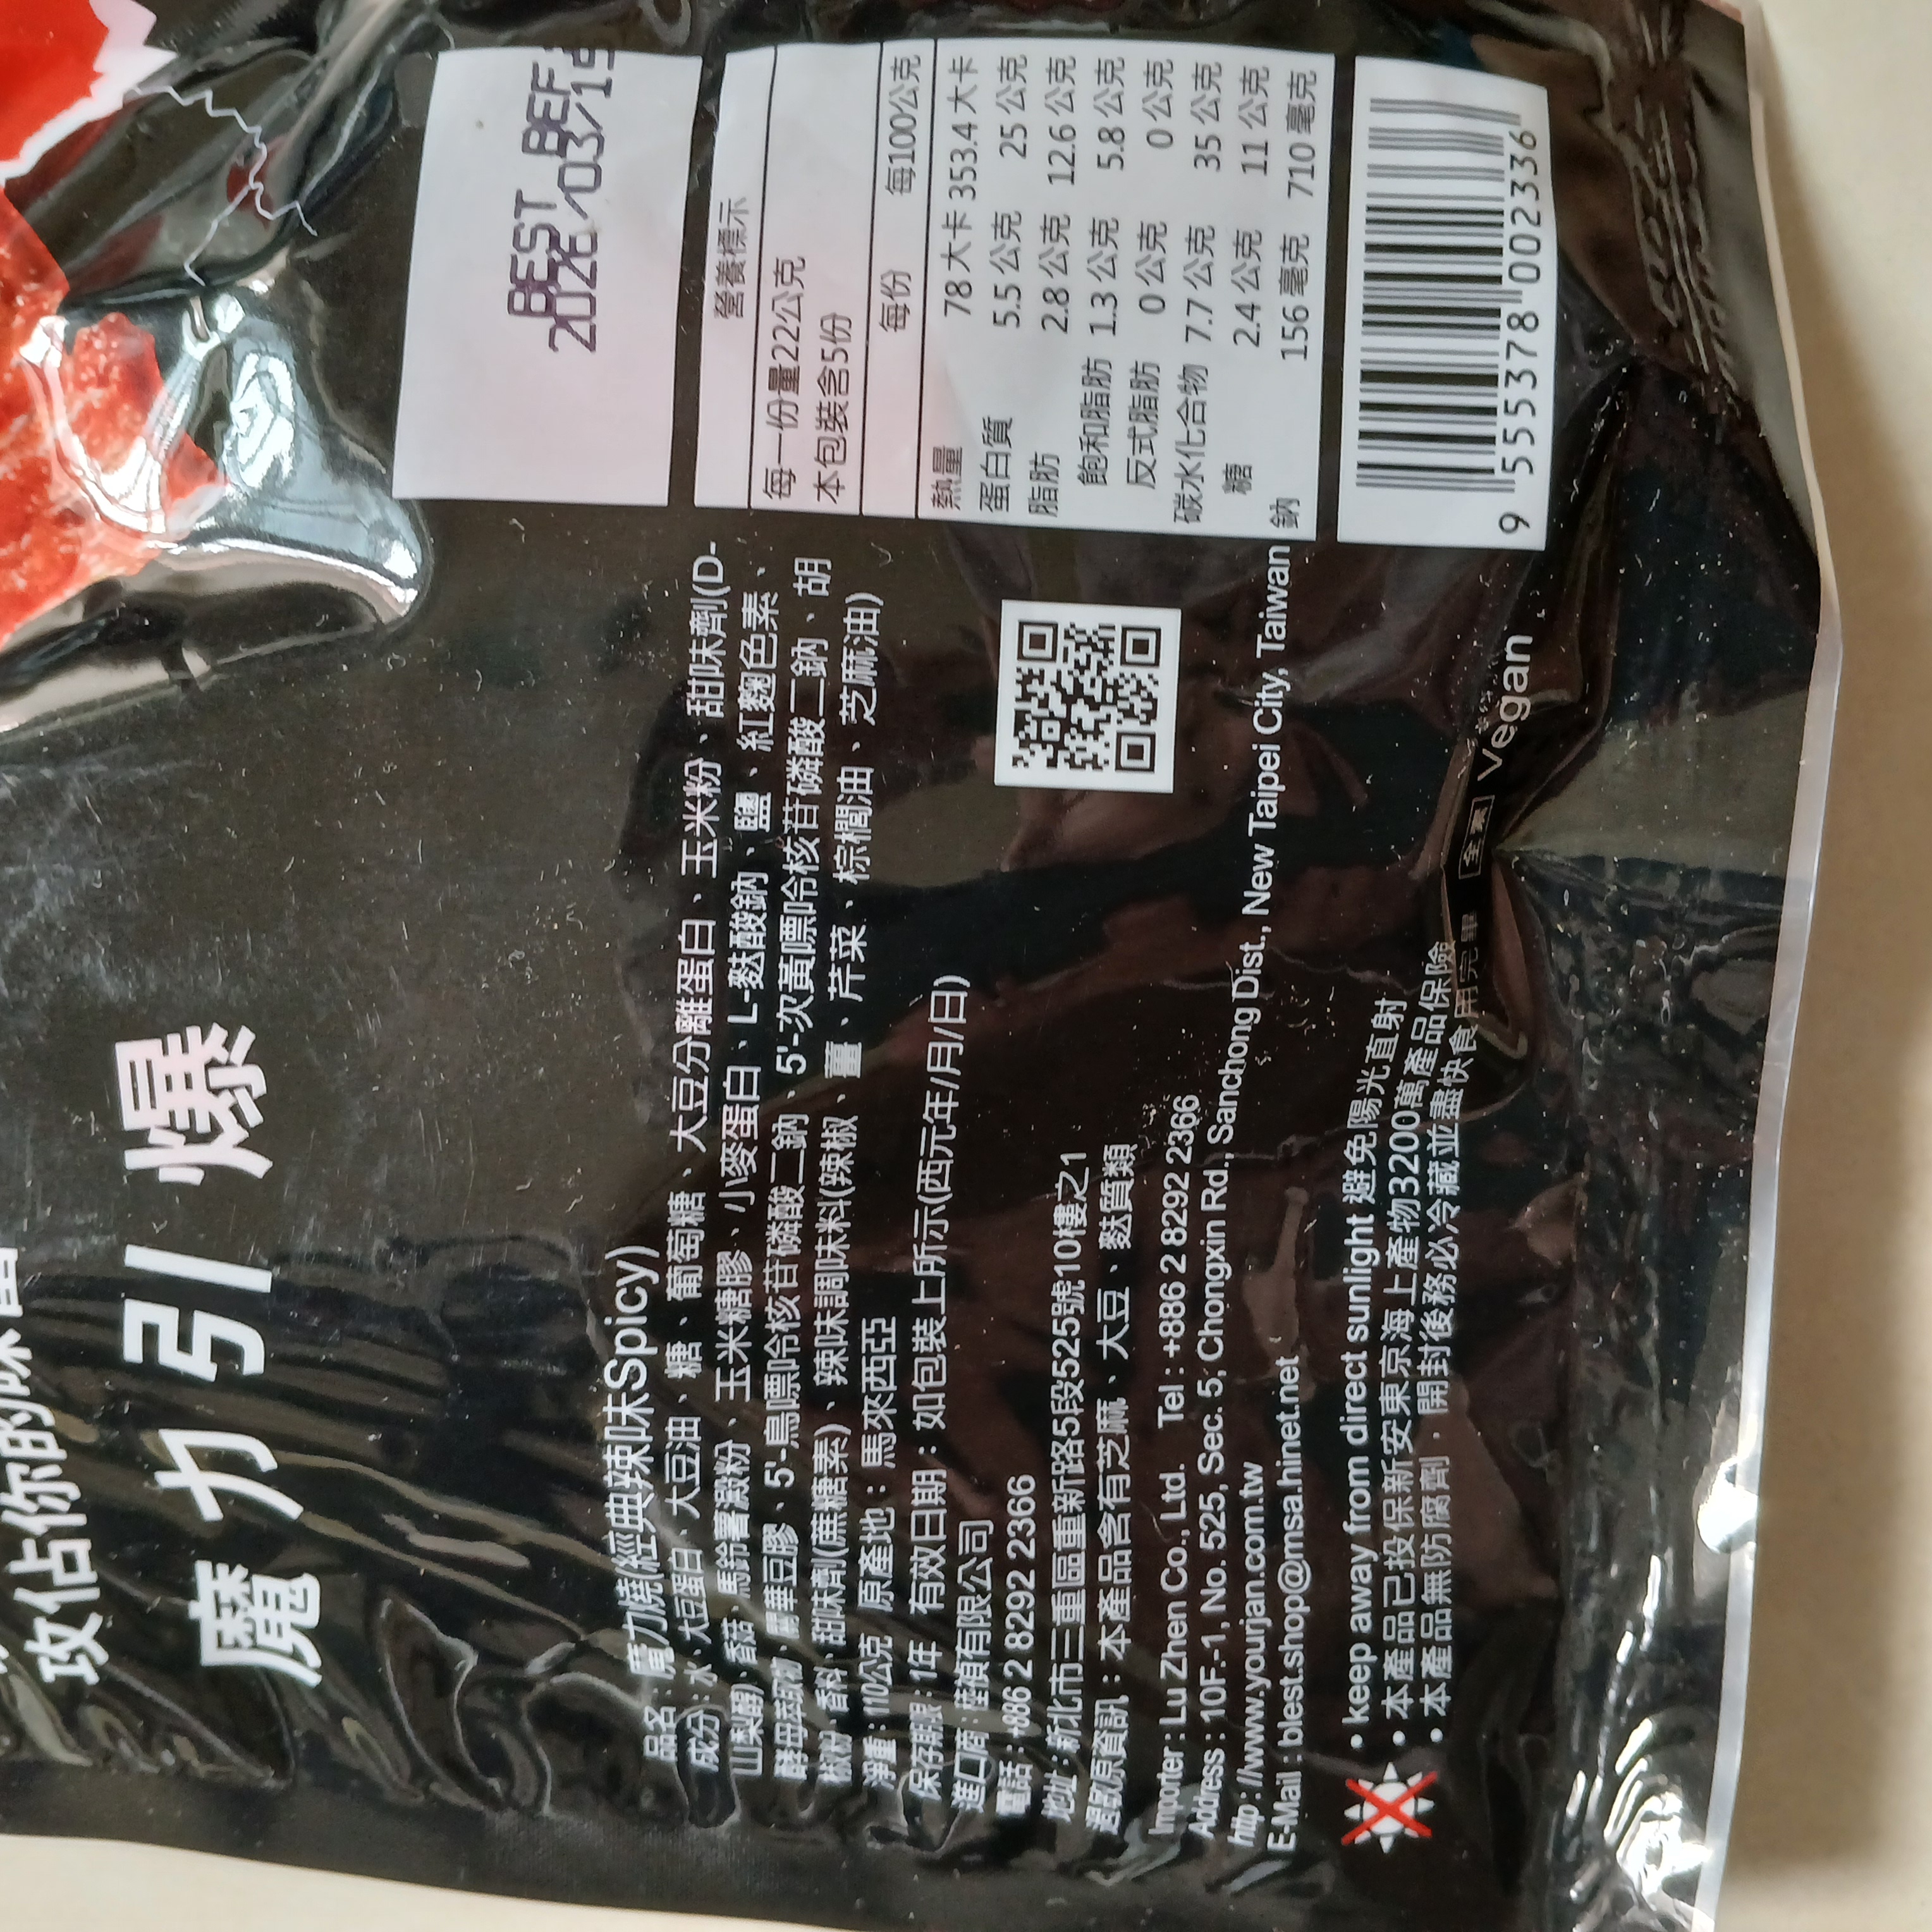 攻佔你的味蕾
魔力引爆
BEST BEF
2026/03/19
品名：魔力燒(經典辣味Spicy)
成分：水、大豆蛋白、大豆油、糖、葡萄糖、大豆分離蛋白、玉米粉、甜味劑(D-
山梨醇)、香菇、馬鈴薯澱粉、玉米糖膠、小麥蛋白、L-麩酸鈉、鹽、紅麴色素、
酵母萃取物、關華豆膠、5'-鳥嘌呤核苷磷酸二鈉、5'-次黃嘌呤核苷磷酸二鈉、胡
椒粉、香料、甜味劑(蔗糖素)、辣味調味料(辣椒、薑、芹菜、棕櫚油、芝麻油)
淨重：110公克 原產地：馬來西亞
保存期限：1年 有效日期：如包裝上所示(西元年/月/日)
進口商：陸禎有限公司
電話：+886 2 8292 2366
地址：新北市三重區重新路5段525號10樓之1
過敏原資訊：本產品含有芝麻、大豆、麩質類
Importer : Lu Zhen Co., Ltd. Tel : +886 2 8292 2366
Address : 10F.-1, No. 525, Sec. 5, Chongxin Rd., Sanchong Dist., New Taipei City, Taiwan
http : //www.yourjan.com.tw
E-Mail : blest.shop@msa.hinet.net
• keep away from direct sunlight 避免陽光直射
• 本產品已投保新安東京海上產物3200萬產品保險
• 本產品無防腐劑，開封後務必冷藏並盡快食用完畢
全素 Vegan
營養標示
每一份量22公克
本包裝含5份
每份 每100公克
熱量 78 大卡 353.4 大卡
蛋白質 5.5 公克 25 公克
脂肪 2.8 公克 12.6 公克
飽和脂肪 1.3 公克 5.8 公克
反式脂肪 0 公克 0 公克
碳水化合物 7.7 公克 35 公克
糖 2.4 公克 11 公克
鈉 156 毫克 710 毫克
9 555378 002336